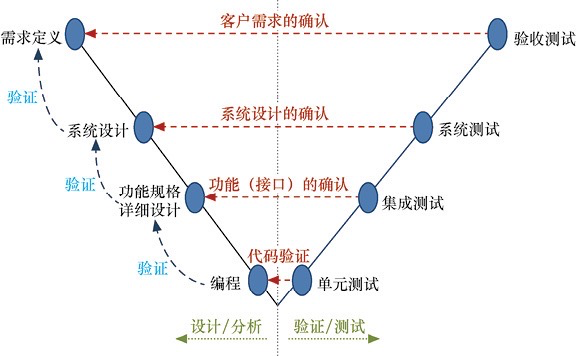 客户需求的确认
需求定义
验收测试
验证
系统设计的确认
系统设计
系统测试
验证
功能（接口）的确认
功能规格
详细设计
集成测试
验证
代码验证
编程
单元测试
设计/分析
验证/测试